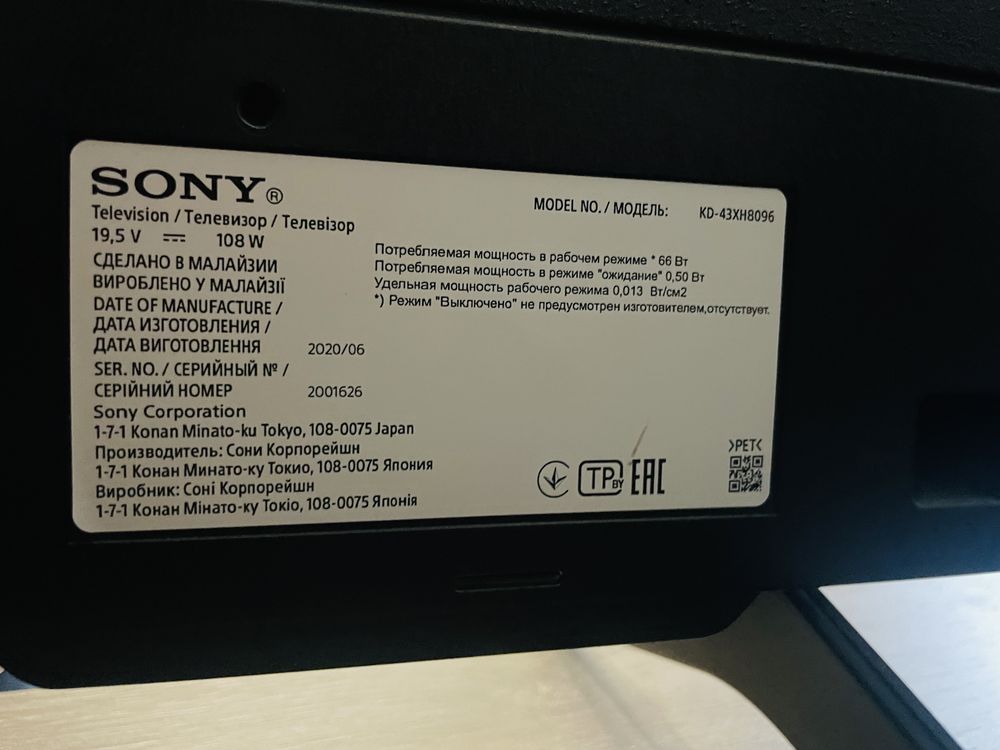 SONY®
Television / Телевизор / Телевізор
19,5 V ⎓ 108 W
СДЕЛАНО В МАЛАЙЗИИ
ВИРОБЛЕНО У МАЛАЙЗІЇ
DATE OF MANUFACTURE /
ДАТА ИЗГОТОВЛЕНИЯ /
ДАТА ВИГОТОВЛЕННЯ 2020/06
SER. NO. / СЕРИЙНЫЙ № /
СЕРІЙНИЙ НОМЕР 2001626
Sony Corporation
1-7-1 Konan Minato-ku Tokyo, 108-0075 Japan
Производитель: Сони Корпорейшн
1-7-1 Конан Минато-ку Токио, 108-0075 Япония
Виробник: Соні Корпорейшн
1-7-1 Конан Мінато-ку Токіо, 108-0075 Японія
MODEL NO. / МОДЕЛЬ: KD-43XH8096
Потребляемая мощность в рабочем режиме * 66 Вт
Потребляемая мощность в режиме "ожидание" 0,50 Вт
Удельная мощность рабочего режима 0,013 Вт/см2
*) Режим "Выключено" не предусмотрен изготовителем,отсутствует.
TP BY EAC
>PET<